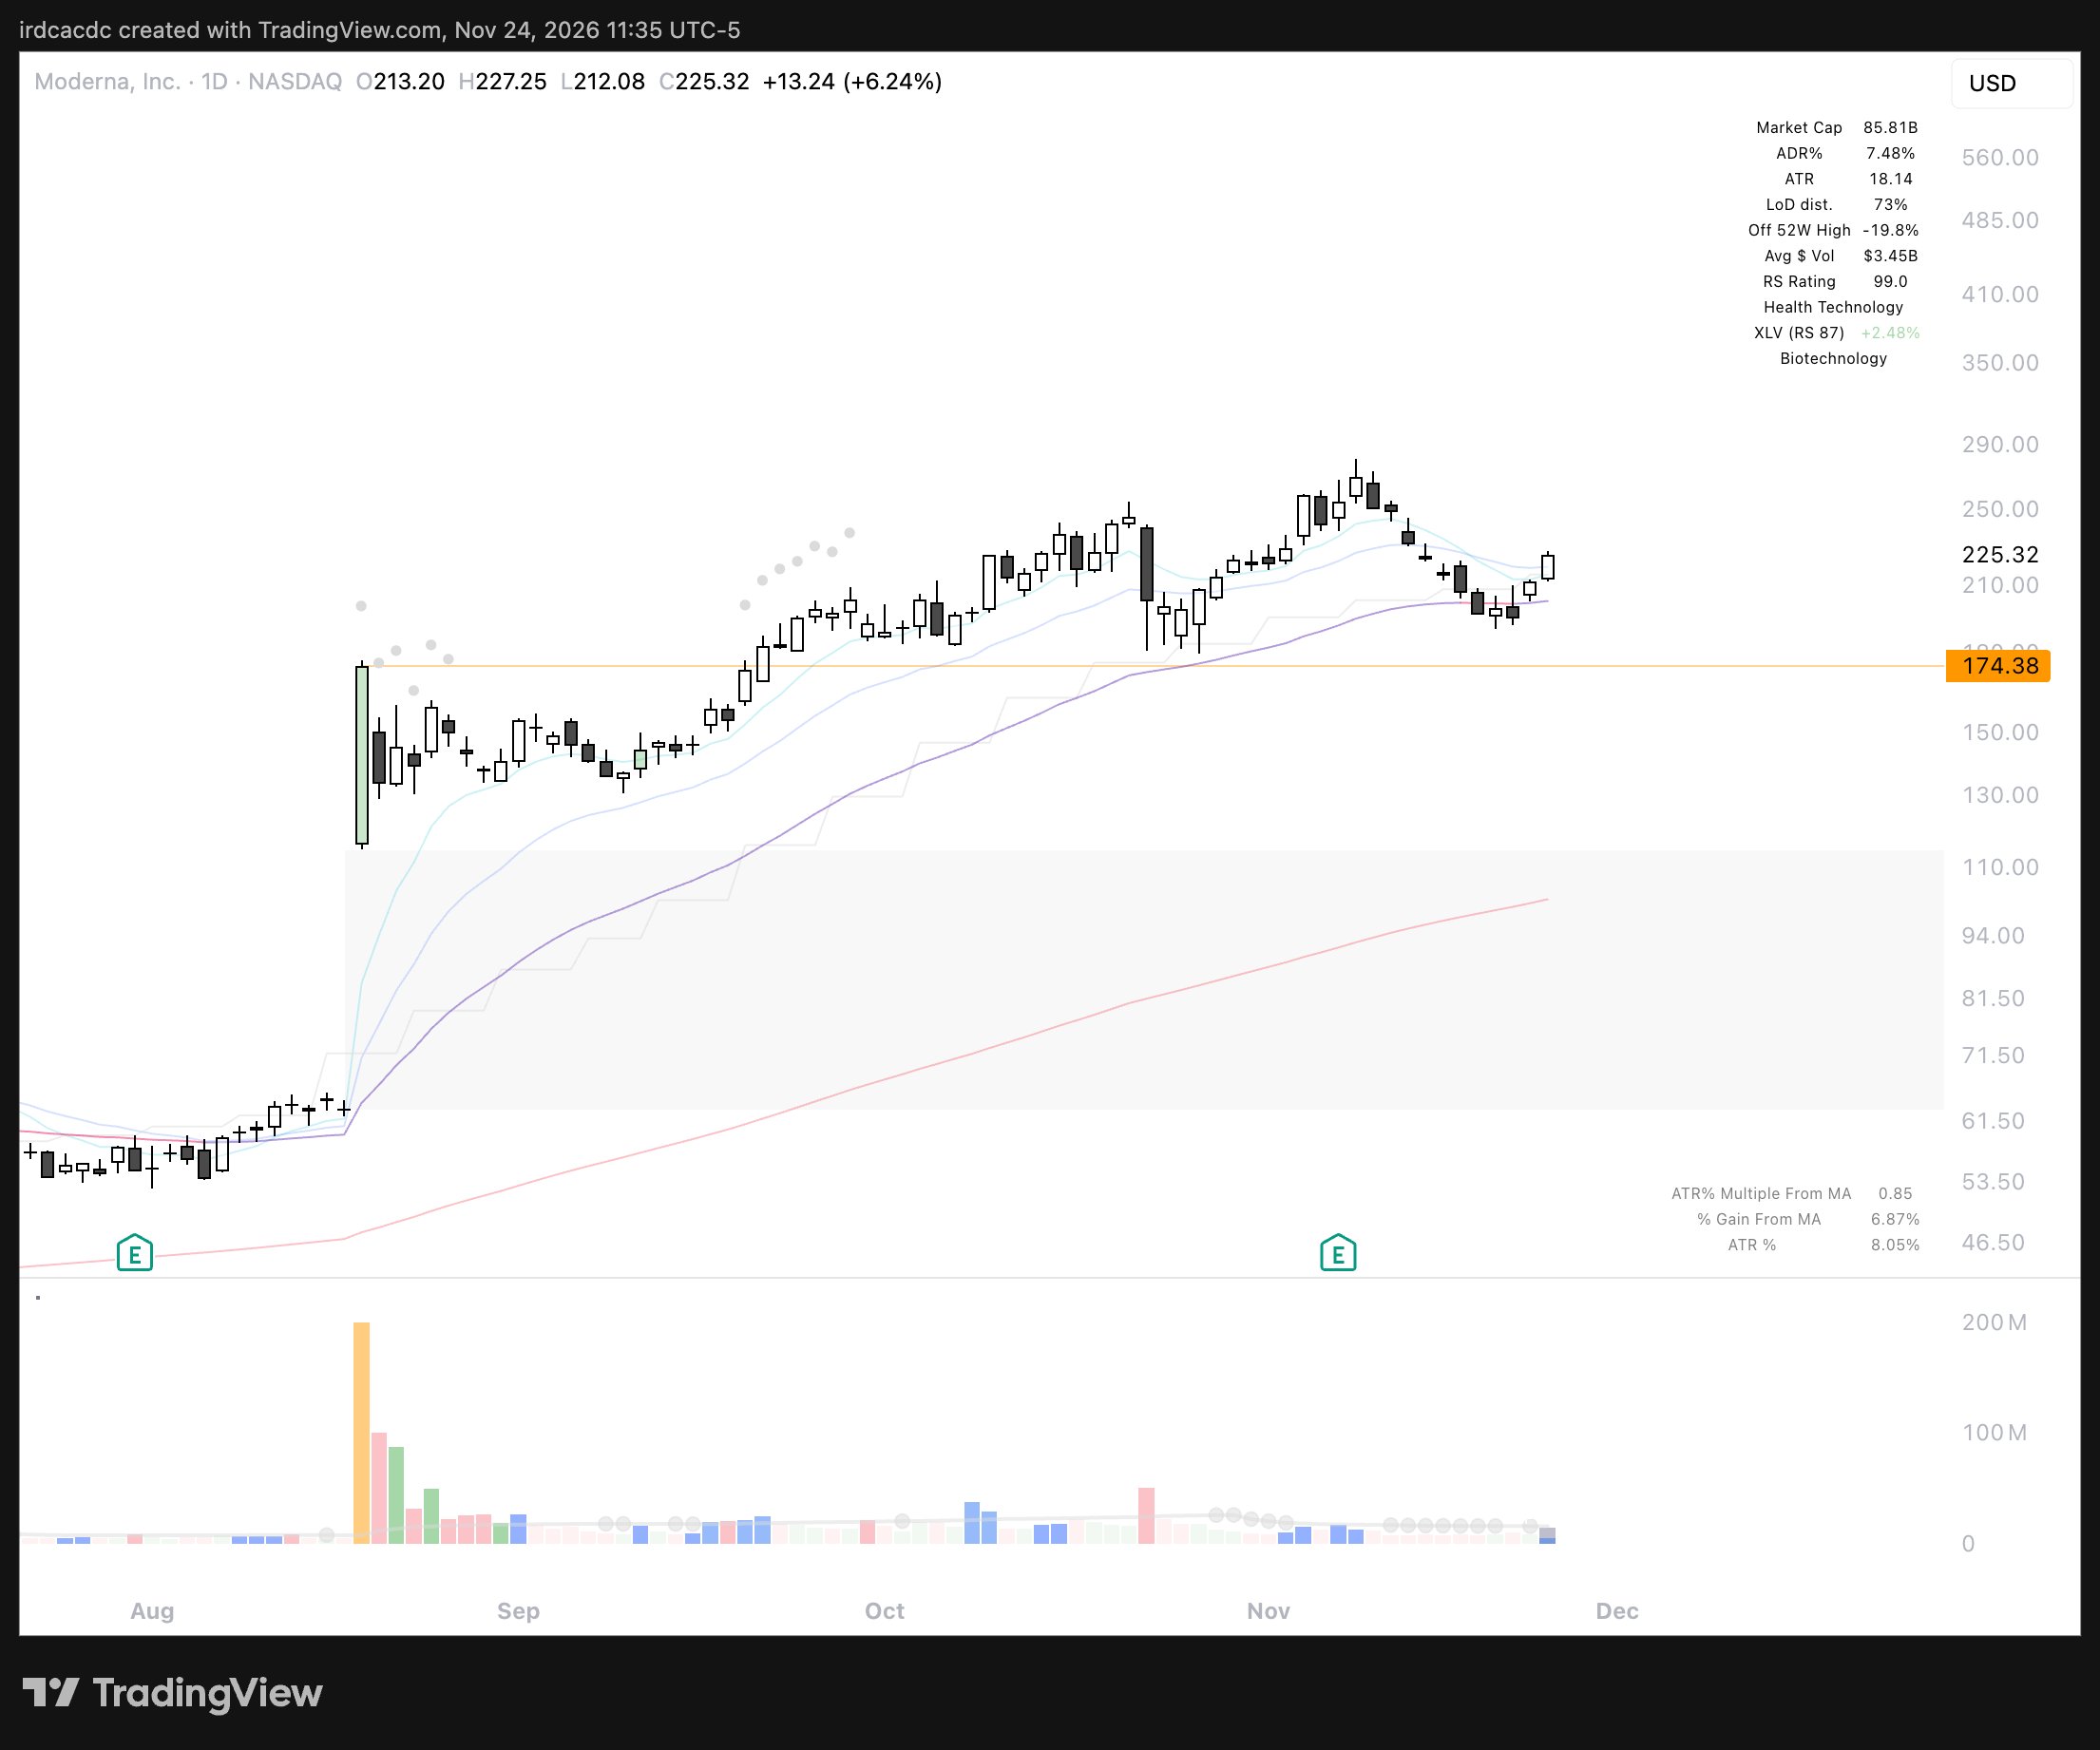 irdcacdc created with TradingView.com, Nov 24, 2026 11:35 UTC-5
Moderna, Inc. · 1D · NASDAQ O213.20 H227.25 L212.08 C225.32 +13.24 (+6.24%)
USD
Market Cap 85.81B
ADR% 7.48%
ATR 18.14
LoD dist. 73%
Off 52W High -19.8%
Avg $ Vol $3.45B
RS Rating 99.0
Health Technology
XLV (RS 87) +2.48%
Biotechnology
560.00
485.00
410.00
350.00
290.00
250.00
225.32
210.00
174.38
150.00
130.00
110.00
94.00
81.50
71.50
61.50
53.50
46.50
ATR% Multiple From MA 0.85
% Gain From MA 6.87%
ATR % 8.05%
E E
200 M
100 M
0
Aug Sep Oct Nov Dec
TradingView